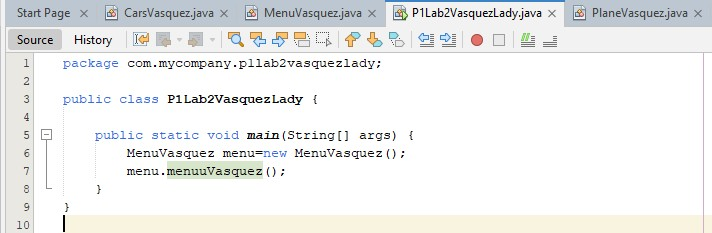 Start Page CarsVasquez.java MenuVasquez.java P1Lab2VasquezLady.java PlaneVasquez.java
Source History
1 package com.mycompany.p1lab2vasquezlady;
2
3 public class P1Lab2VasquezLady {
4
5 public static void main(String[] args) {
6 MenuVasquez menu=new MenuVasquez();
7 menu.menuuVasquez();
8 }
9 }
10